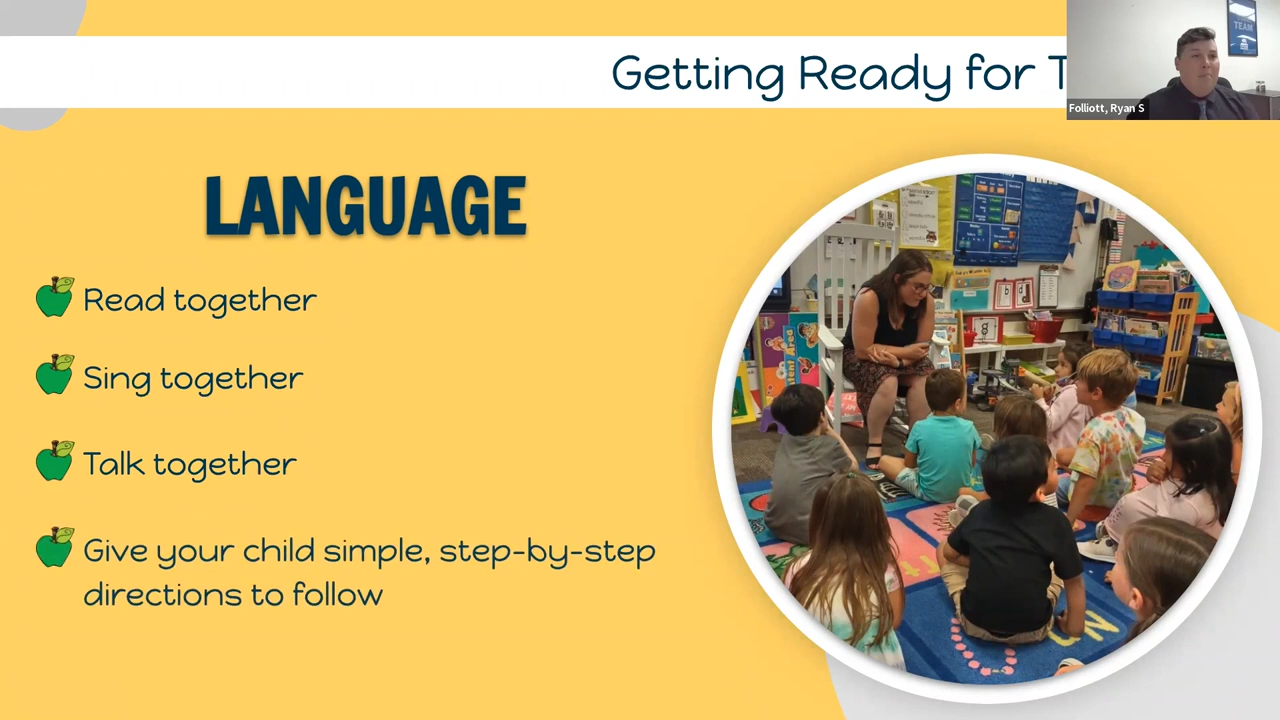 Getting Ready for T
TEAM
Folliott, Ryan S
LANGUAGE
Read together
Sing together
Talk together
Give your child simple, step-by-step
directions to follow